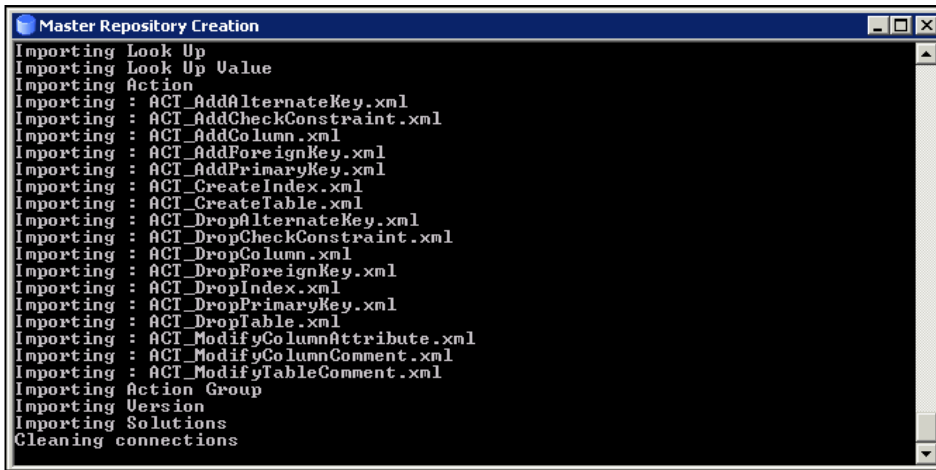 Master Repository Creation
Importing Look Up
Importing Look Up Value
Importing Action
Importing : ACT_AddAlternateKey.xml
Importing : ACT_AddCheckConstraint.xml
Importing : ACT_AddColumn.xml
Importing : ACT_AddForeignKey.xml
Importing : ACT_AddPrimaryKey.xml
Importing : ACT_CreateIndex.xml
Importing : ACT_CreateTable.xml
Importing : ACT_DropAlternateKey.xml
Importing : ACT_DropCheckConstraint.xml
Importing : ACT_DropColumn.xml
Importing : ACT_DropForeignKey.xml
Importing : ACT_DropIndex.xml
Importing : ACT_DropPrimaryKey.xml
Importing : ACT_DropTable.xml
Importing : ACT_ModifyColumnAttribute.xml
Importing : ACT_ModifyColumnComment.xml
Importing : ACT_ModifyTableComment.xml
Importing Action Group
Importing Version
Importing Solutions
Cleaning connections